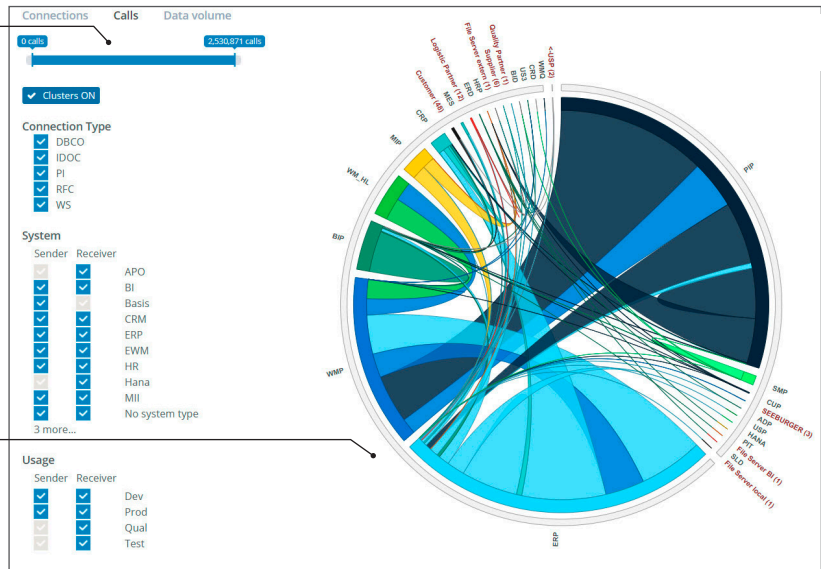 Connections Calls Data volume
0 calls 2,530,871 calls
Clusters ON
Connection Type
DBCO
IDOC
PI
RFC
WS
System
Sender Receiver
APO
BI
Basis
CRM
ERP
EWM
HR
Hana
MII
No system type
3 more...
Usage
Sender Receiver
Dev
Prod
Qual
Test
WMP
BIP
WM_HL
MIP
CRP
Customer (48)
MES
Logistic Partner (12)
ERD
HRP
File Server extern (1)
Supplier (6)
Quality Partner (1)
BID
US3
CRD
WMQ
<-USP (2)
PIP
SMP
CUP
SEEBURGER (3)
ADP
USP
HANA
PIT
File Server BI (1)
SLD
File Server local (1)
ERP